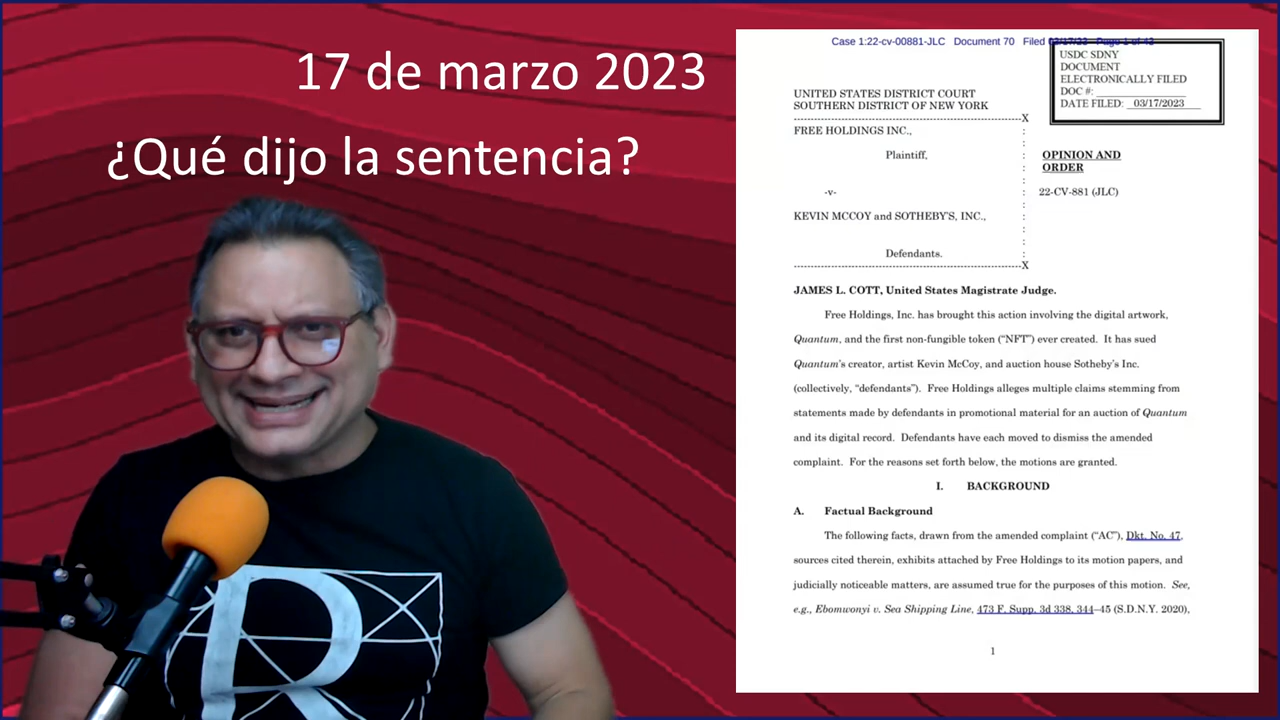 17 de marzo 2023
¿Qué dijo la sentencia?
R
Case 1:22-cv-00881-JLC Document 70 Filed 03/17/23 Page 1 of 43
USDC SDNY
DOCUMENT
ELECTRONICALLY FILED
DOC #:
DATE FILED: 03/17/2023
UNITED STATES DISTRICT COURT
SOUTHERN DISTRICT OF NEW YORK
---------------------------------------------------------------------X
FREE HOLDINGS INC.,
Plaintiff,
-v-
KEVIN MCCOY and SOTHEBY'S, INC.,
Defendants.
---------------------------------------------------------------------X
OPINION AND
ORDER
22-CV-881 (JLC)
JAMES L. COTT, United States Magistrate Judge.
Free Holdings, Inc. has brought this action involving the digital artwork,
Quantum, and the first non-fungible token (“NFT”) ever created. It has sued
Quantum's creator, artist Kevin McCoy, and auction house Sotheby's Inc.
(collectively, “defendants”). Free Holdings alleges multiple claims stemming from
statements made by defendants in promotional material for an auction of Quantum
and its digital record. Defendants have each moved to dismiss the amended
complaint. For the reasons set forth below, the motions are granted.
I. BACKGROUND
A. Factual Background
The following facts, drawn from the amended complaint (“AC”), Dkt. No. 47,
sources cited therein, exhibits attached by Free Holdings to its motion papers, and
judicially noticeable matters, are assumed true for the purposes of this motion. See,
e.g., Ebomwonyi v. Sea Shipping Line, 473 F. Supp. 3d 338, 344–45 (S.D.N.Y. 2020),
1